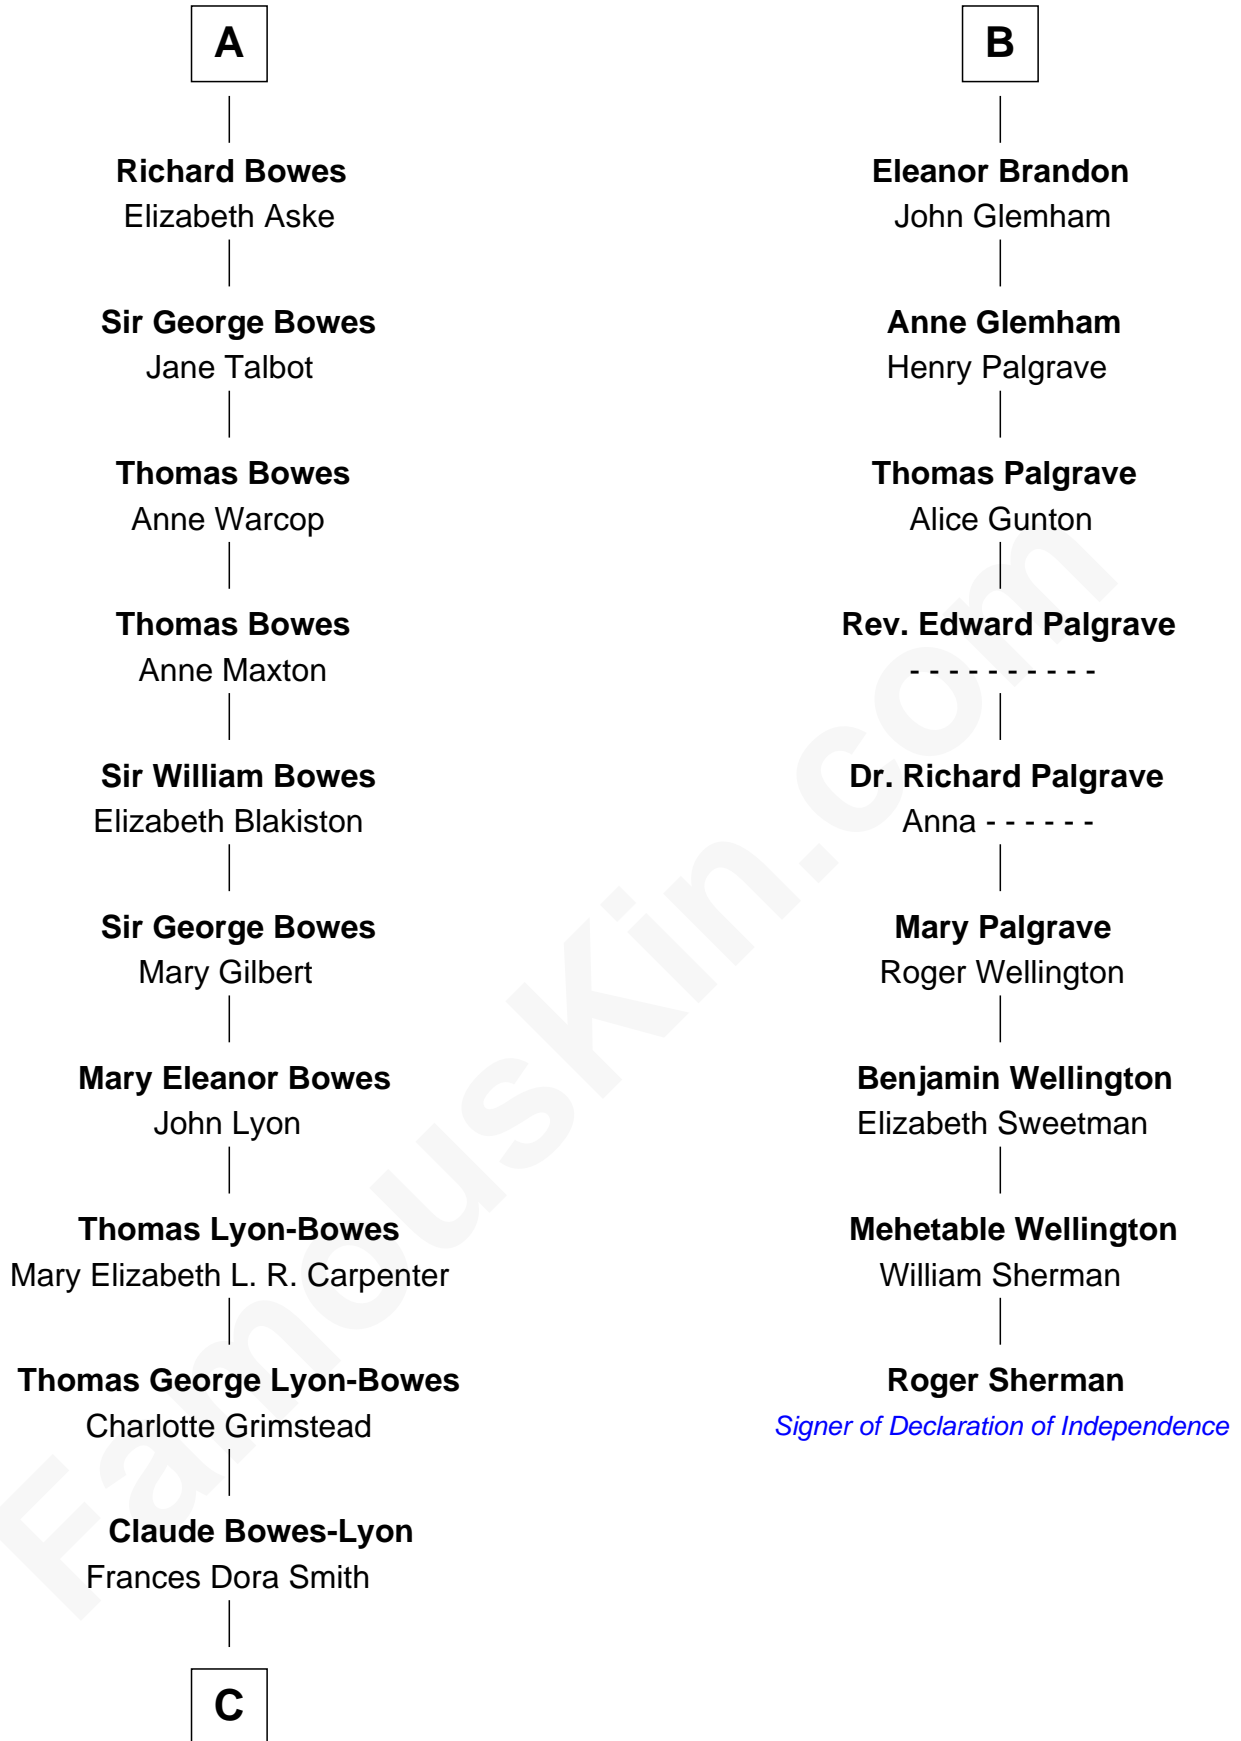 A
Richard Bowes
Elizabeth Aske
Sir George Bowes
Jane Talbot
Thomas Bowes
Anne Warcop
Thomas Bowes
Anne Maxton
Sir William Bowes
Elizabeth Blakiston
Sir George Bowes
Mary Gilbert
Mary Eleanor Bowes
John Lyon
Thomas Lyon-Bowes
Mary Elizabeth L. R. Carpenter
Thomas George Lyon-Bowes
Charlotte Grimstead
Claude Bowes-Lyon
Frances Dora Smith
C
B
Eleanor Brandon
John Glemham
Anne Glemham
Henry Palgrave
Thomas Palgrave
Alice Gunton
Rev. Edward Palgrave
- - - - - - - - - -
Dr. Richard Palgrave
Anna - - - - - -
Mary Palgrave
Roger Wellington
Benjamin Wellington
Elizabeth Sweetman
Mehetable Wellington
William Sherman
Roger Sherman
Signer of Declaration of Independence
FamousKin.com